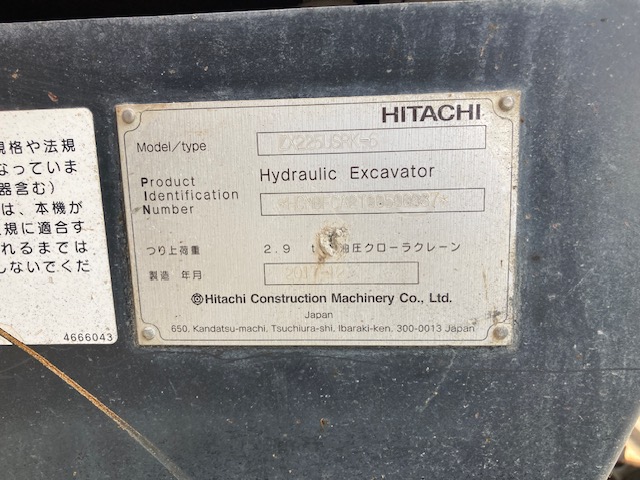 規格や法規
なっていま
器含む)
は、本機が
規に適合す
れるまでは
しないでくだ
4666043
HITACHI
Model/type
Hydraulic Excavator
Product
Identification
Number
つり上荷重 2.9 油圧クローラクレーン
製造 年月
Hitachi Construction Machinery Co., Ltd.
Japan
650, Kandatsu-machi, Tsuchiura-shi, Ibaraki-ken, 300-0013 Japan